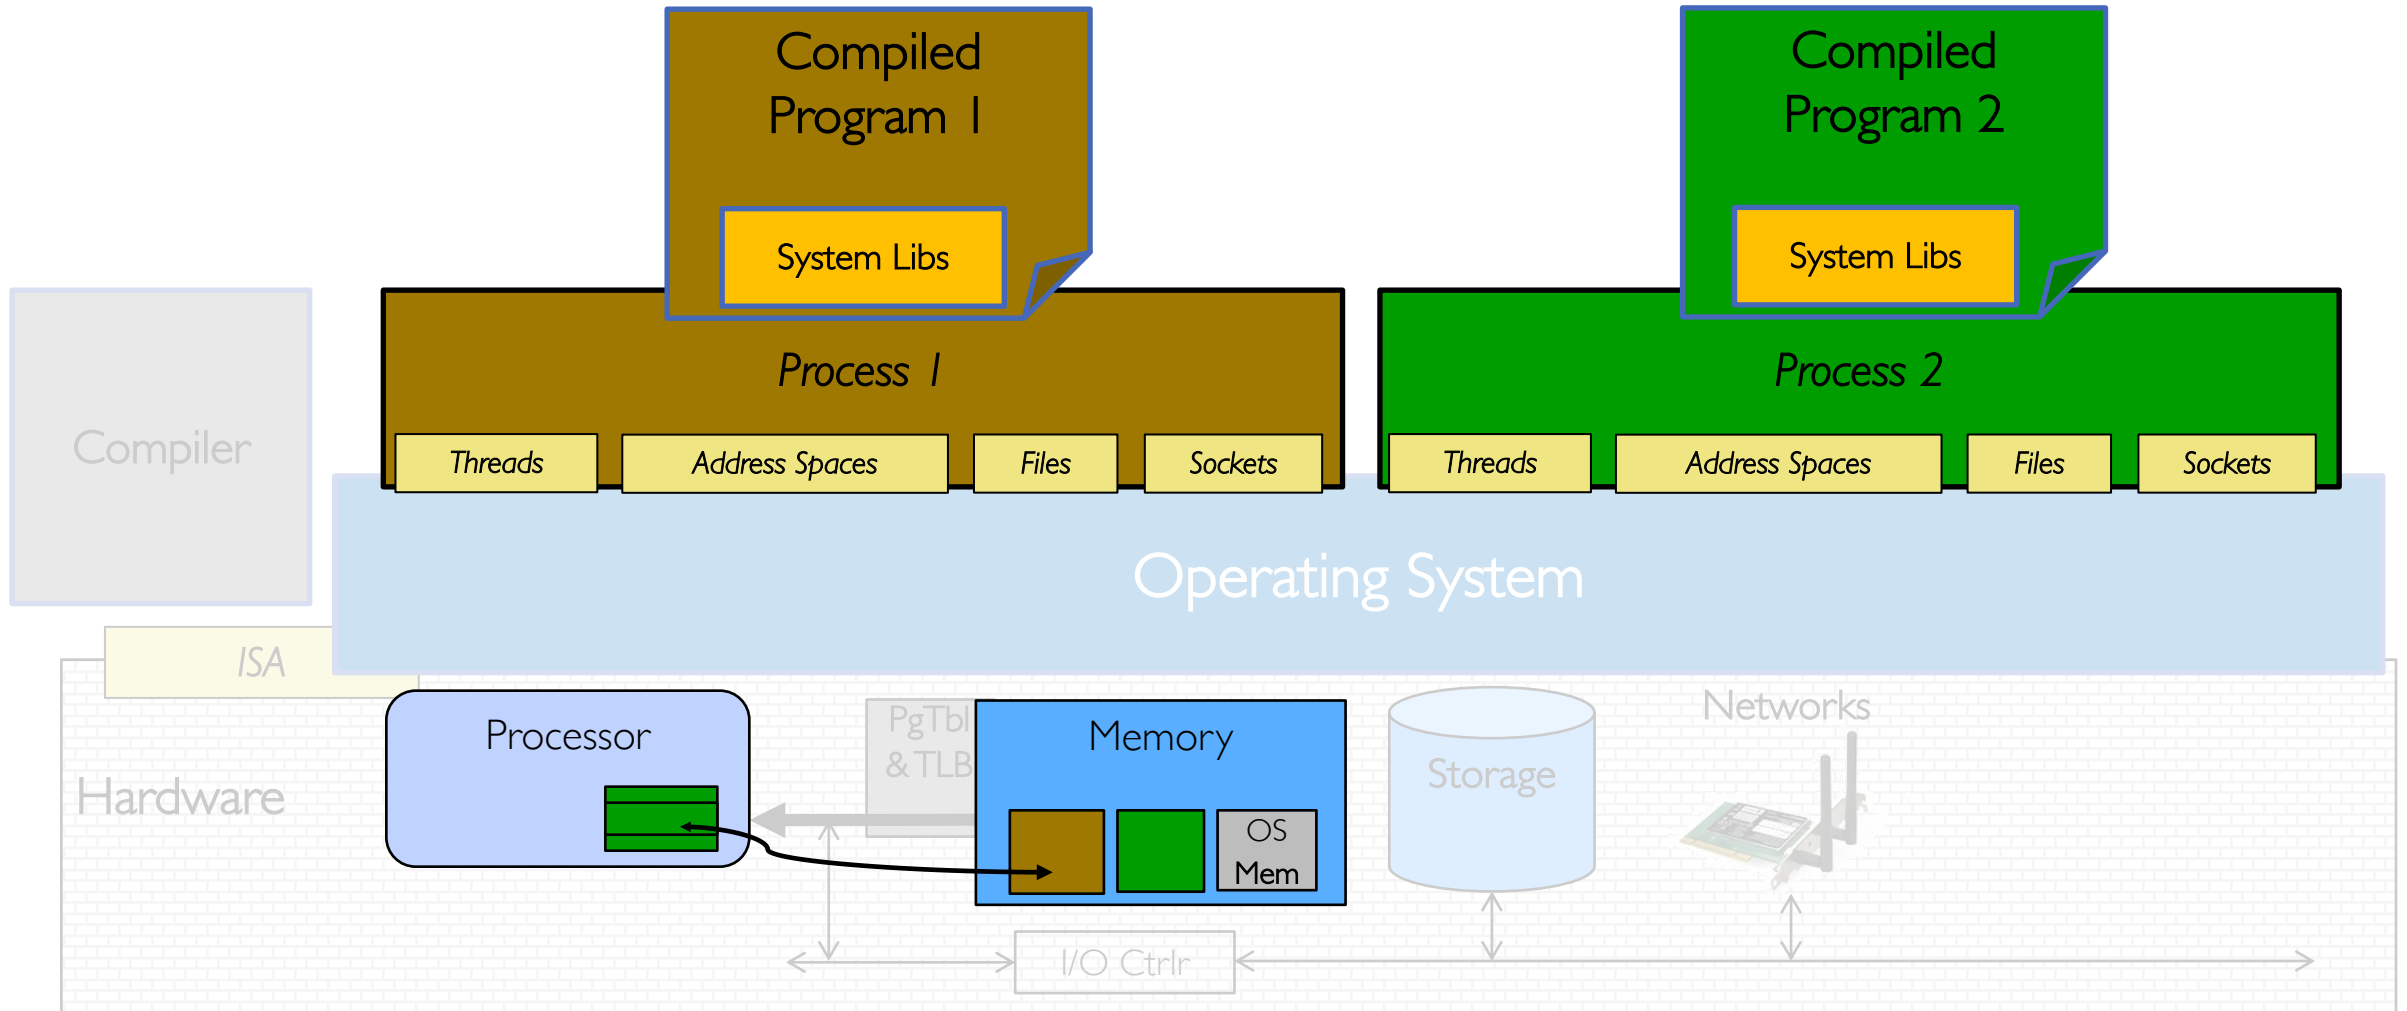 Compiled
Program 1
System Libs
Compiled
Program 2
System Libs
Process 1
Process 2
Compiler
Threads
Address Spaces
Files
Sockets
Threads
Address Spaces
Files
Sockets
Operating System
ISA
Hardware
Processor
PgTbl
& TLB
Memory
OS
Mem
Storage
Networks
I/O Ctrlr